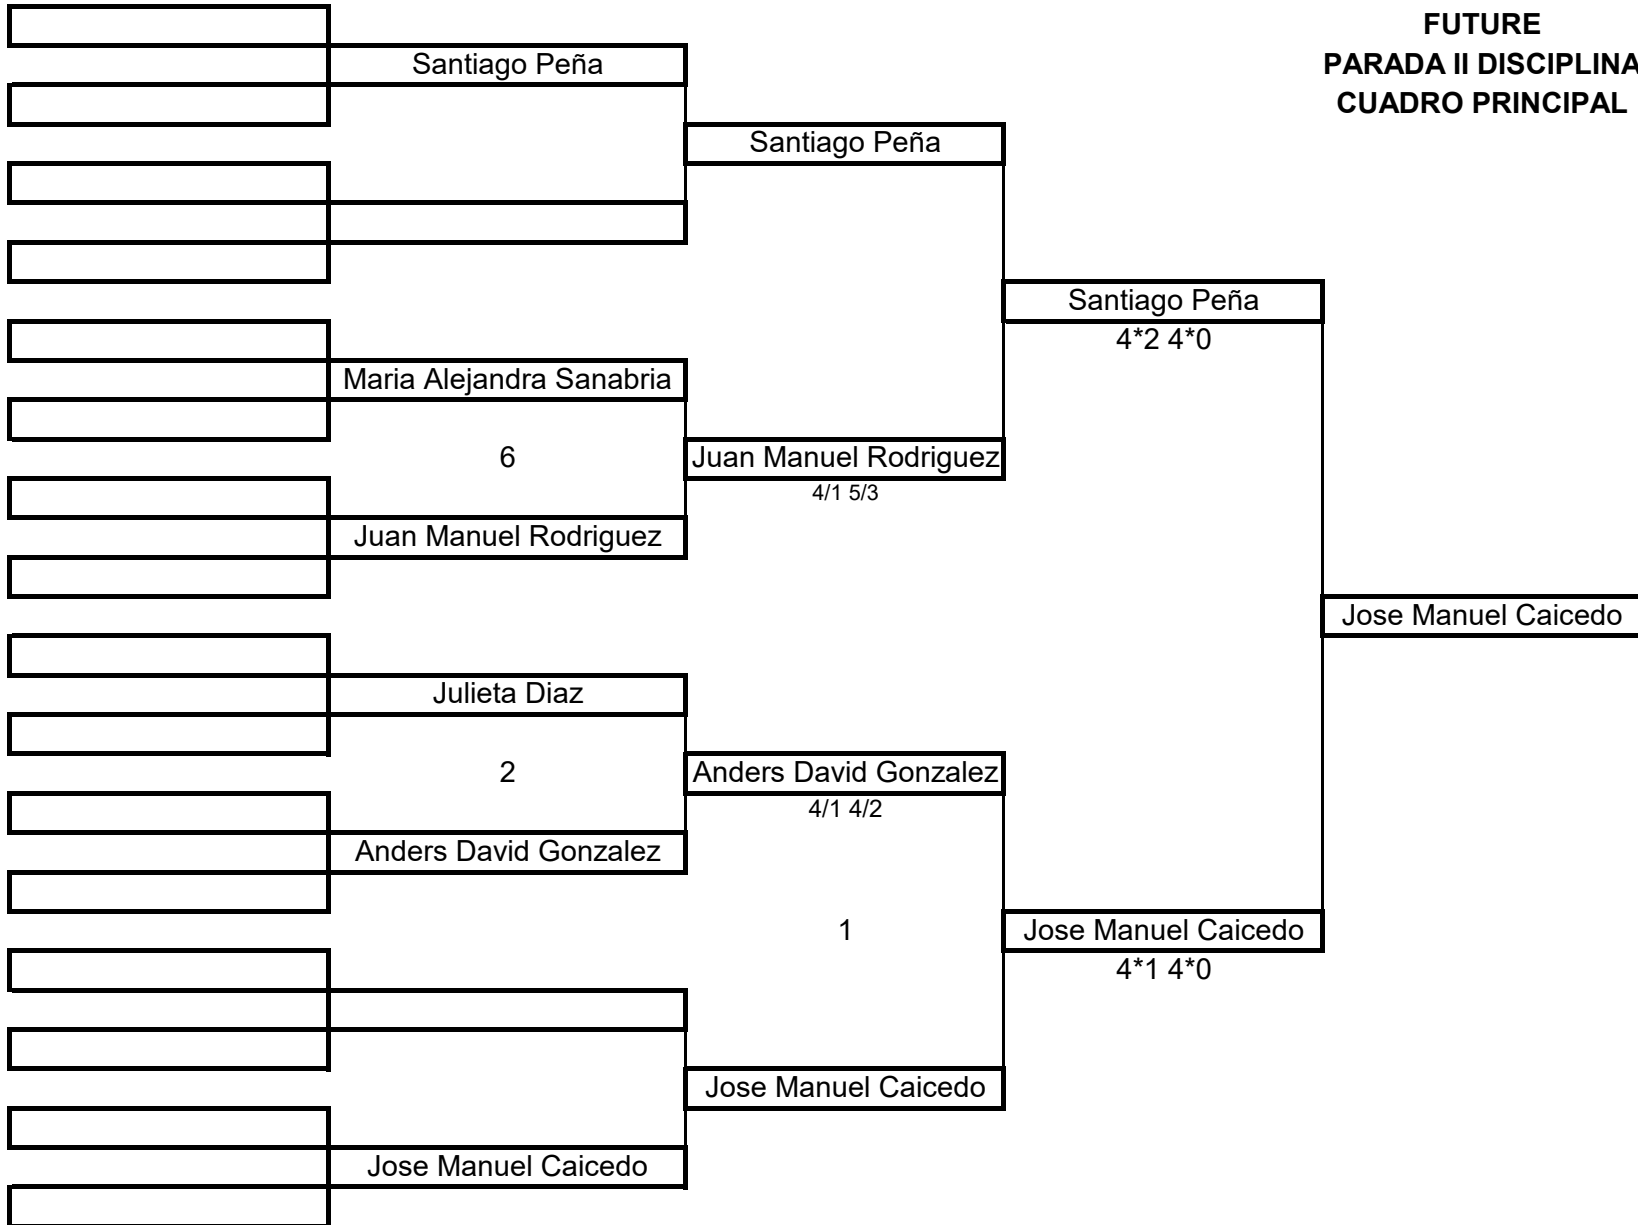 FUTURE
PARADA II DISCIPLINA
CUADRO PRINCIPAL
Santiago Peña
Santiago Peña
Santiago Peña
4*2 4*0
Maria Alejandra Sanabria
6
Juan Manuel Rodriguez
4/1 5/3
Juan Manuel Rodriguez
Jose Manuel Caicedo
Julieta Diaz
2
Anders David Gonzalez
4/1 4/2
Anders David Gonzalez
1
Jose Manuel Caicedo
4*1 4*0
Jose Manuel Caicedo
Jose Manuel Caicedo